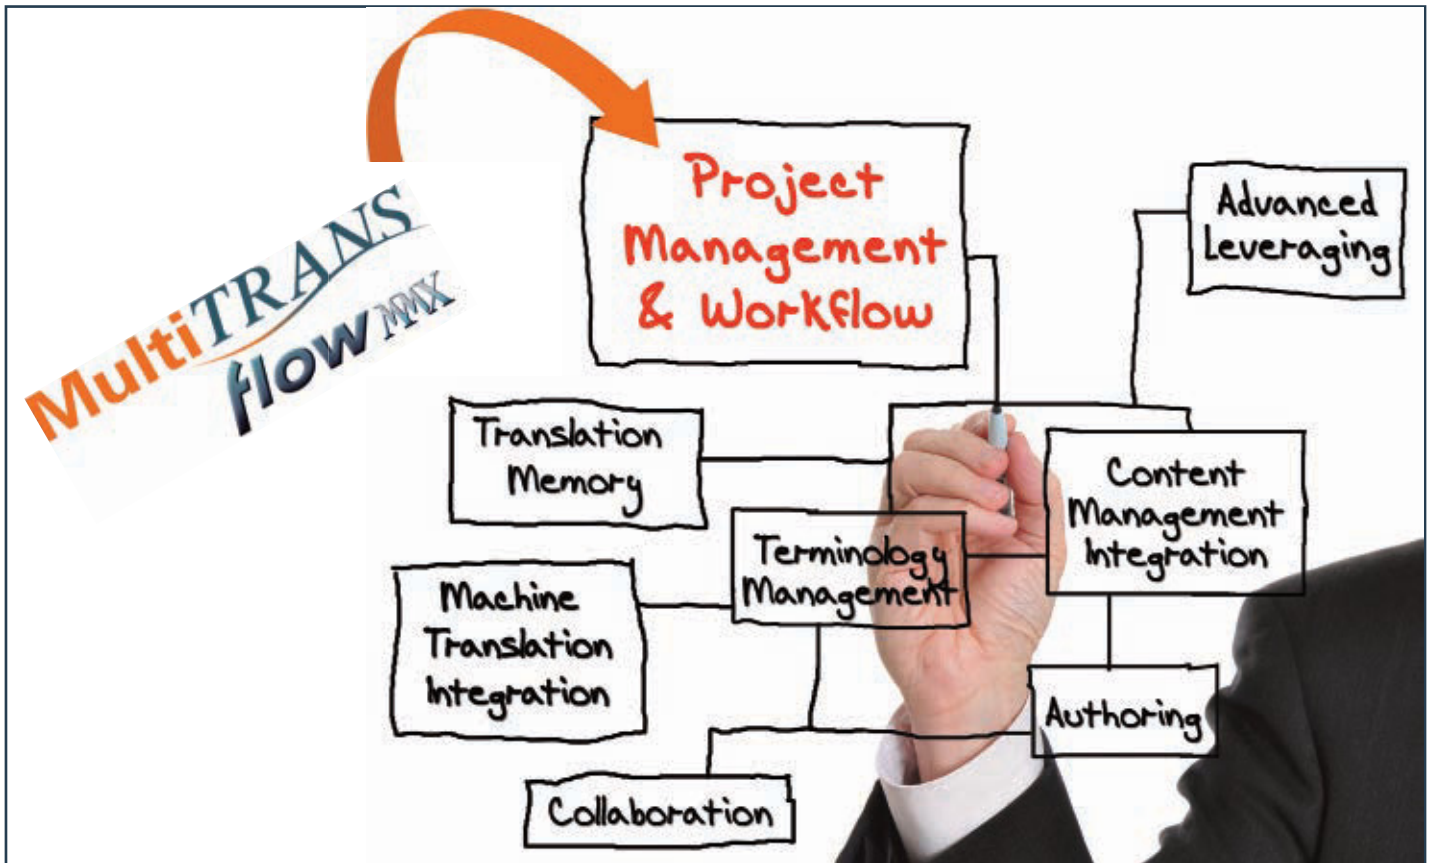 MultiTRANS
flow MMX
Project
Management
& Workflow
Advanced
Leveraging
Translation
Memory
Content
Management
Integration
Terminology
Management
Machine
Translation
Integration
Authoring
Collaboration